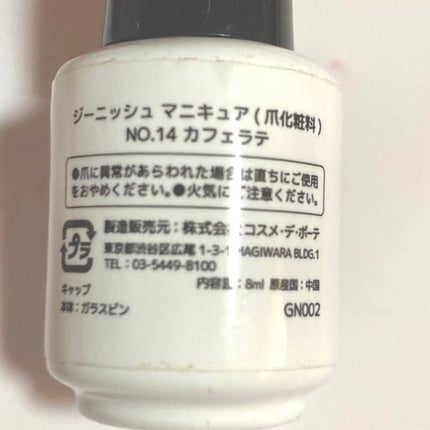 ジーニッシュ マニキュア(爪化粧料)
NO.14 カフェラテ
●爪に異常があらわれた場合は直ちにご使用
をおやめください。●火気にご注意ください。
製造販売元:株式会社コスメ・デ・ボーテ
東京都渋谷区広尾 1-3-1 HAGIWARA BLDG.1
TEL:03-5449-8100
プラ
内容量:8ml 原産国:中国
キャップ
本体:ガラスビン
GN002